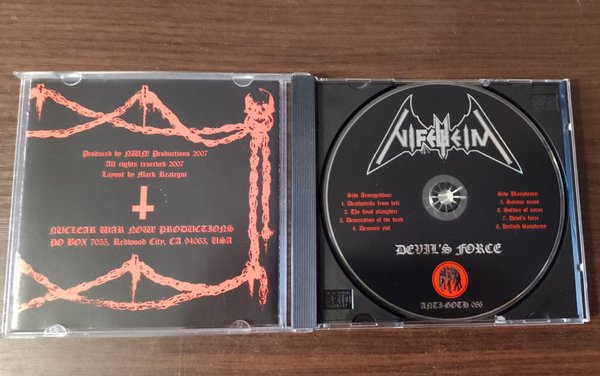 Produced by NWN! Productions 2007
All rights reserved 2007
Layout by Mark Reategui
NUCLEAR WAR NOW! PRODUCTIONS
PO BOX 7055, Redwood City, CA 94063, USA
NIFELHEIM
Side Armageddon:
1. Deathstrike from hell
2. The final slaughter
3. Desecration of the dead
4. Demonic evil
Side Blasphemy:
5. Satanic mass
6. Soldier of satan
7. Devil's force
8. Hellish blasphemy
DEVIL'S FORCE
ANTI-GOTH 086